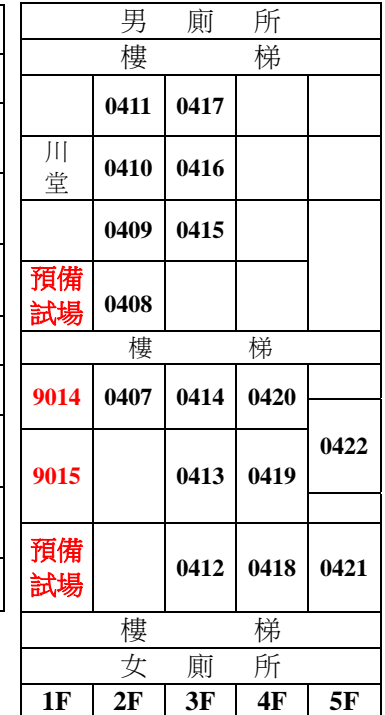 男 廁 所
樓 梯
0411 0417
川堂 0410 0416
0409 0415
預備試場 0408
樓 梯
9014 0407 0414 0420
0422
9015 0413 0419
預備試場 0412 0418 0421
樓 梯
女 廁 所
1F 2F 3F 4F 5F